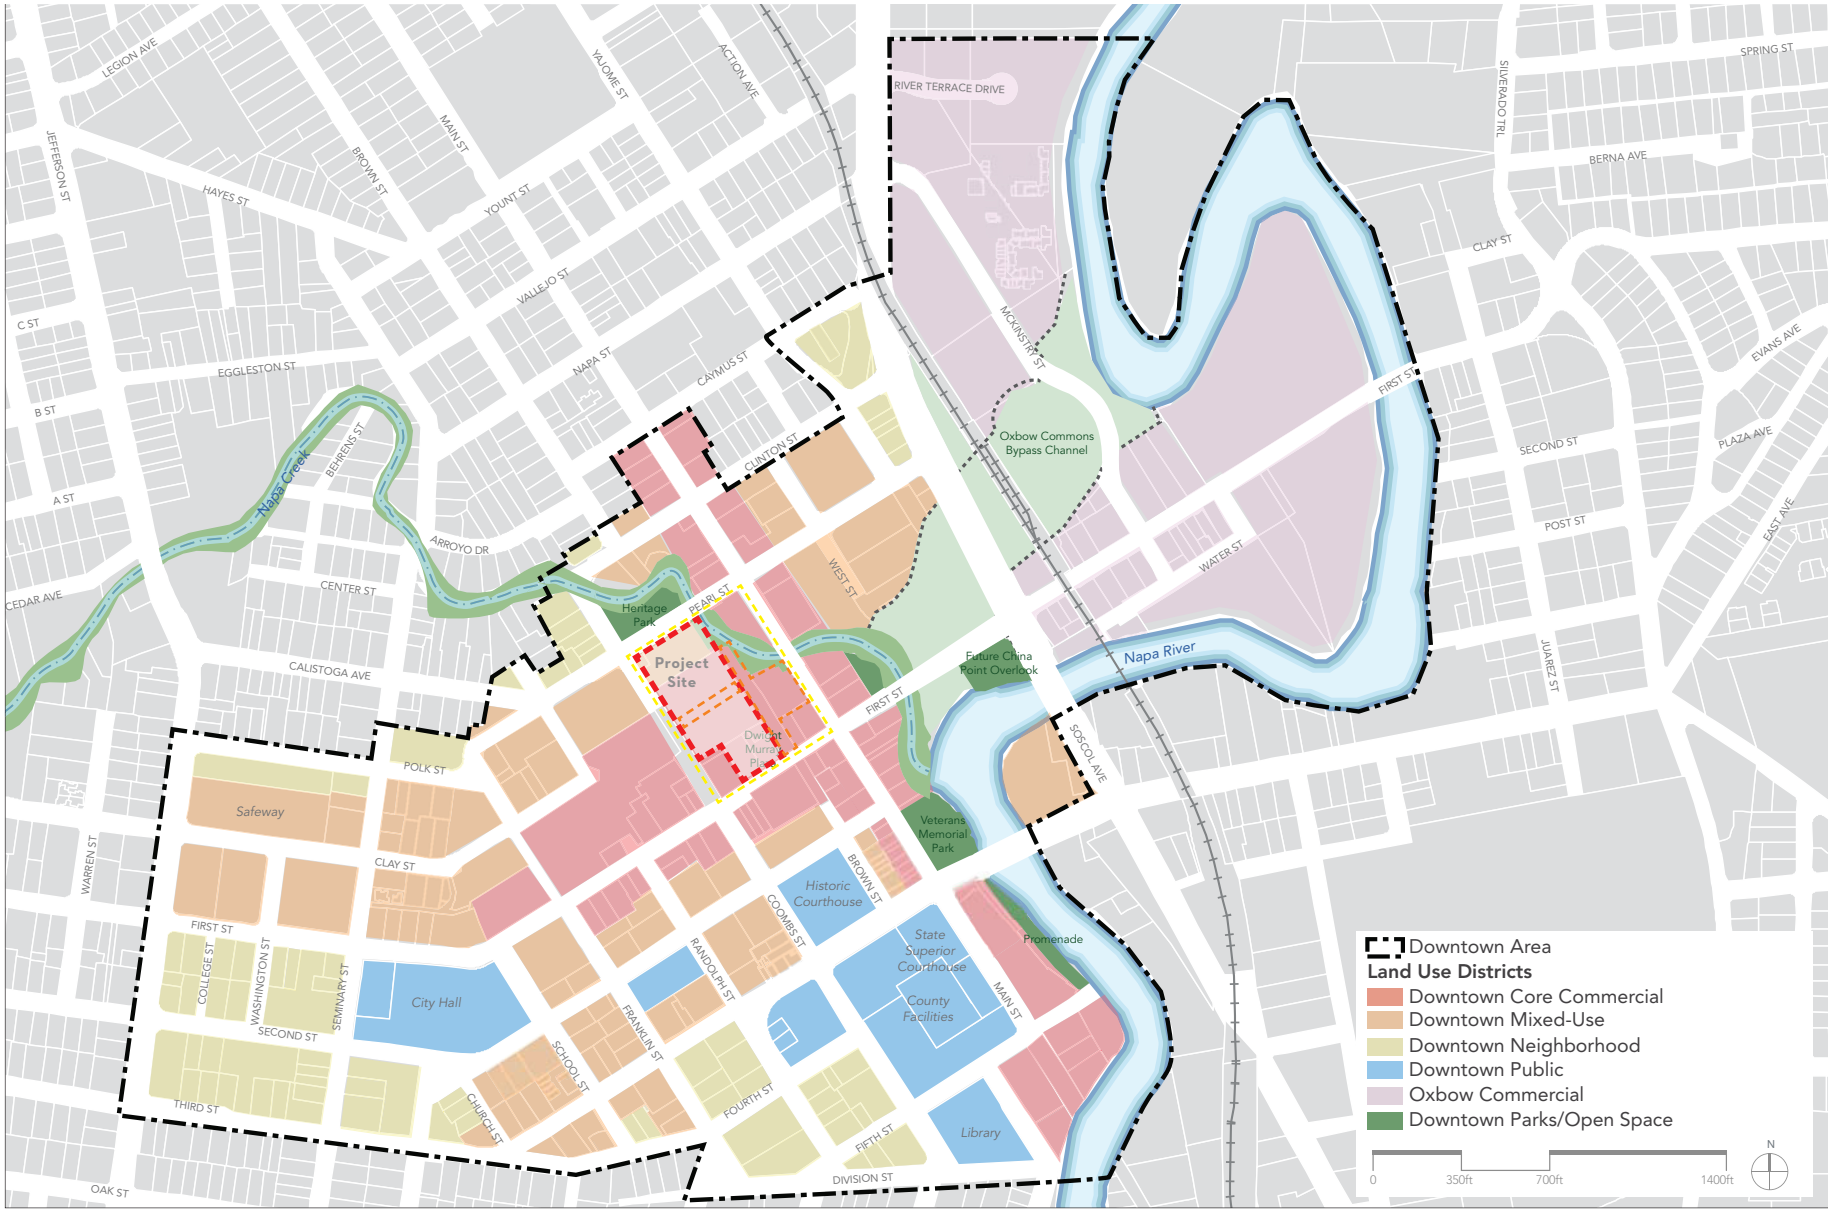 LEGION AVE
YAJOME ST
ACTION AVE
SPRING ST
SILVERADO TRL
RIVER TERRACE DRIVE
MAIN ST
JEFFERSON ST
BROWN ST
BERNA AVE
HAYES ST
YOUNT ST
CLAY ST
VALLEJO ST
C ST
MCKINSTRY ST
EVANS AVE
EGGLESTON ST
NAPA ST
CAYMUS ST
FIRST ST
B ST
BEHRENS ST
Napa Creek
CLINTON ST
Oxbow Commons
Bypass Channel
SECOND ST
PLAZA AVE
A ST
ARROYO DR
POST ST
EAST AVE
WATER ST
WEST ST
CENTER ST
CEDAR AVE
PEARL ST
Heritage
Park
Project
Site
CALISTOGA AVE
Future China
Point Overlook
Napa River
JUAREZ ST
FIRST ST
Dwight
Murray
Plaza
SOSCOL AVE
POLK ST
Safeway
Veterans
Memorial
Park
WARREN ST
CLAY ST
BROWN ST
Historic
Courthouse
COOMBS ST
FIRST ST
State
Superior
Courthouse
Promenade
COLLEGE ST
WASHINGTON ST
SEMINARY ST
City Hall
RANDOLPH ST
County
Facilities
MAIN ST
SECOND ST
FRANKLIN ST
SCHOOL ST
THIRD ST
CHURCH ST
FOURTH ST
FIFTH ST
Library
OAK ST
DIVISION ST
Downtown Area
Land Use Districts
Downtown Core Commercial
Downtown Mixed-Use
Downtown Neighborhood
Downtown Public
Oxbow Commercial
Downtown Parks/Open Space
N
0 350ft 700ft 1400ft